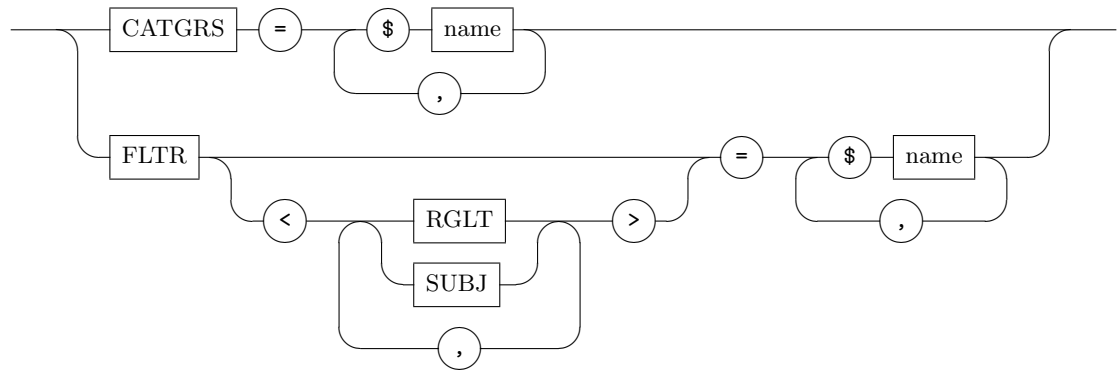 CATGRS = $ name
,
FLTR = $ name
< RGLT > ,
SUBJ
,